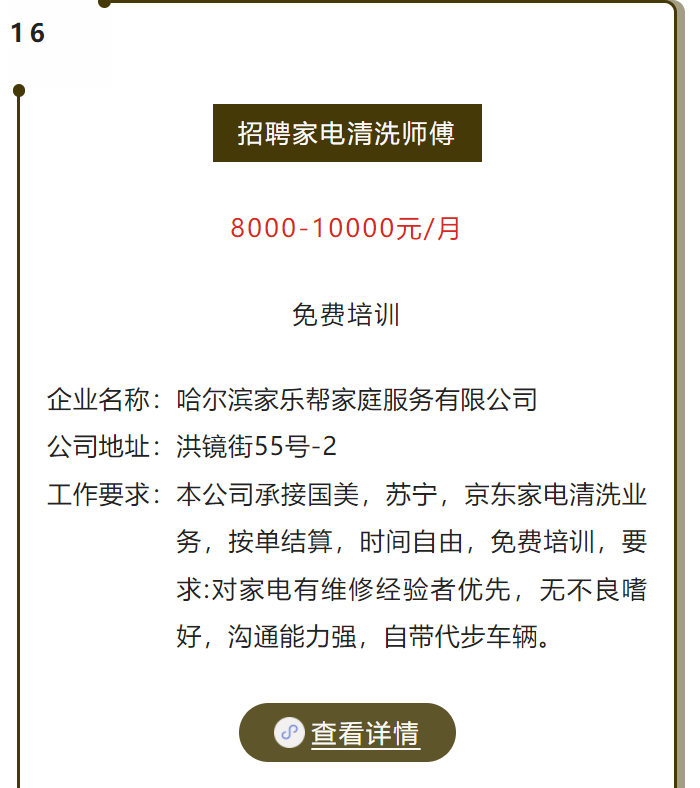 16
招聘家电清洗师傅
8000-10000元/月
免费培训
企业名称：哈尔滨家乐帮家庭服务有限公司
公司地址：洪镜街55号-2
工作要求：本公司承接国美，苏宁，京东家电清洗业
务，按单结算，时间自由，免费培训，要
求:对家电有维修经验者优先，无不良嗜
好，沟通能力强，自带代步车辆。
查看详情